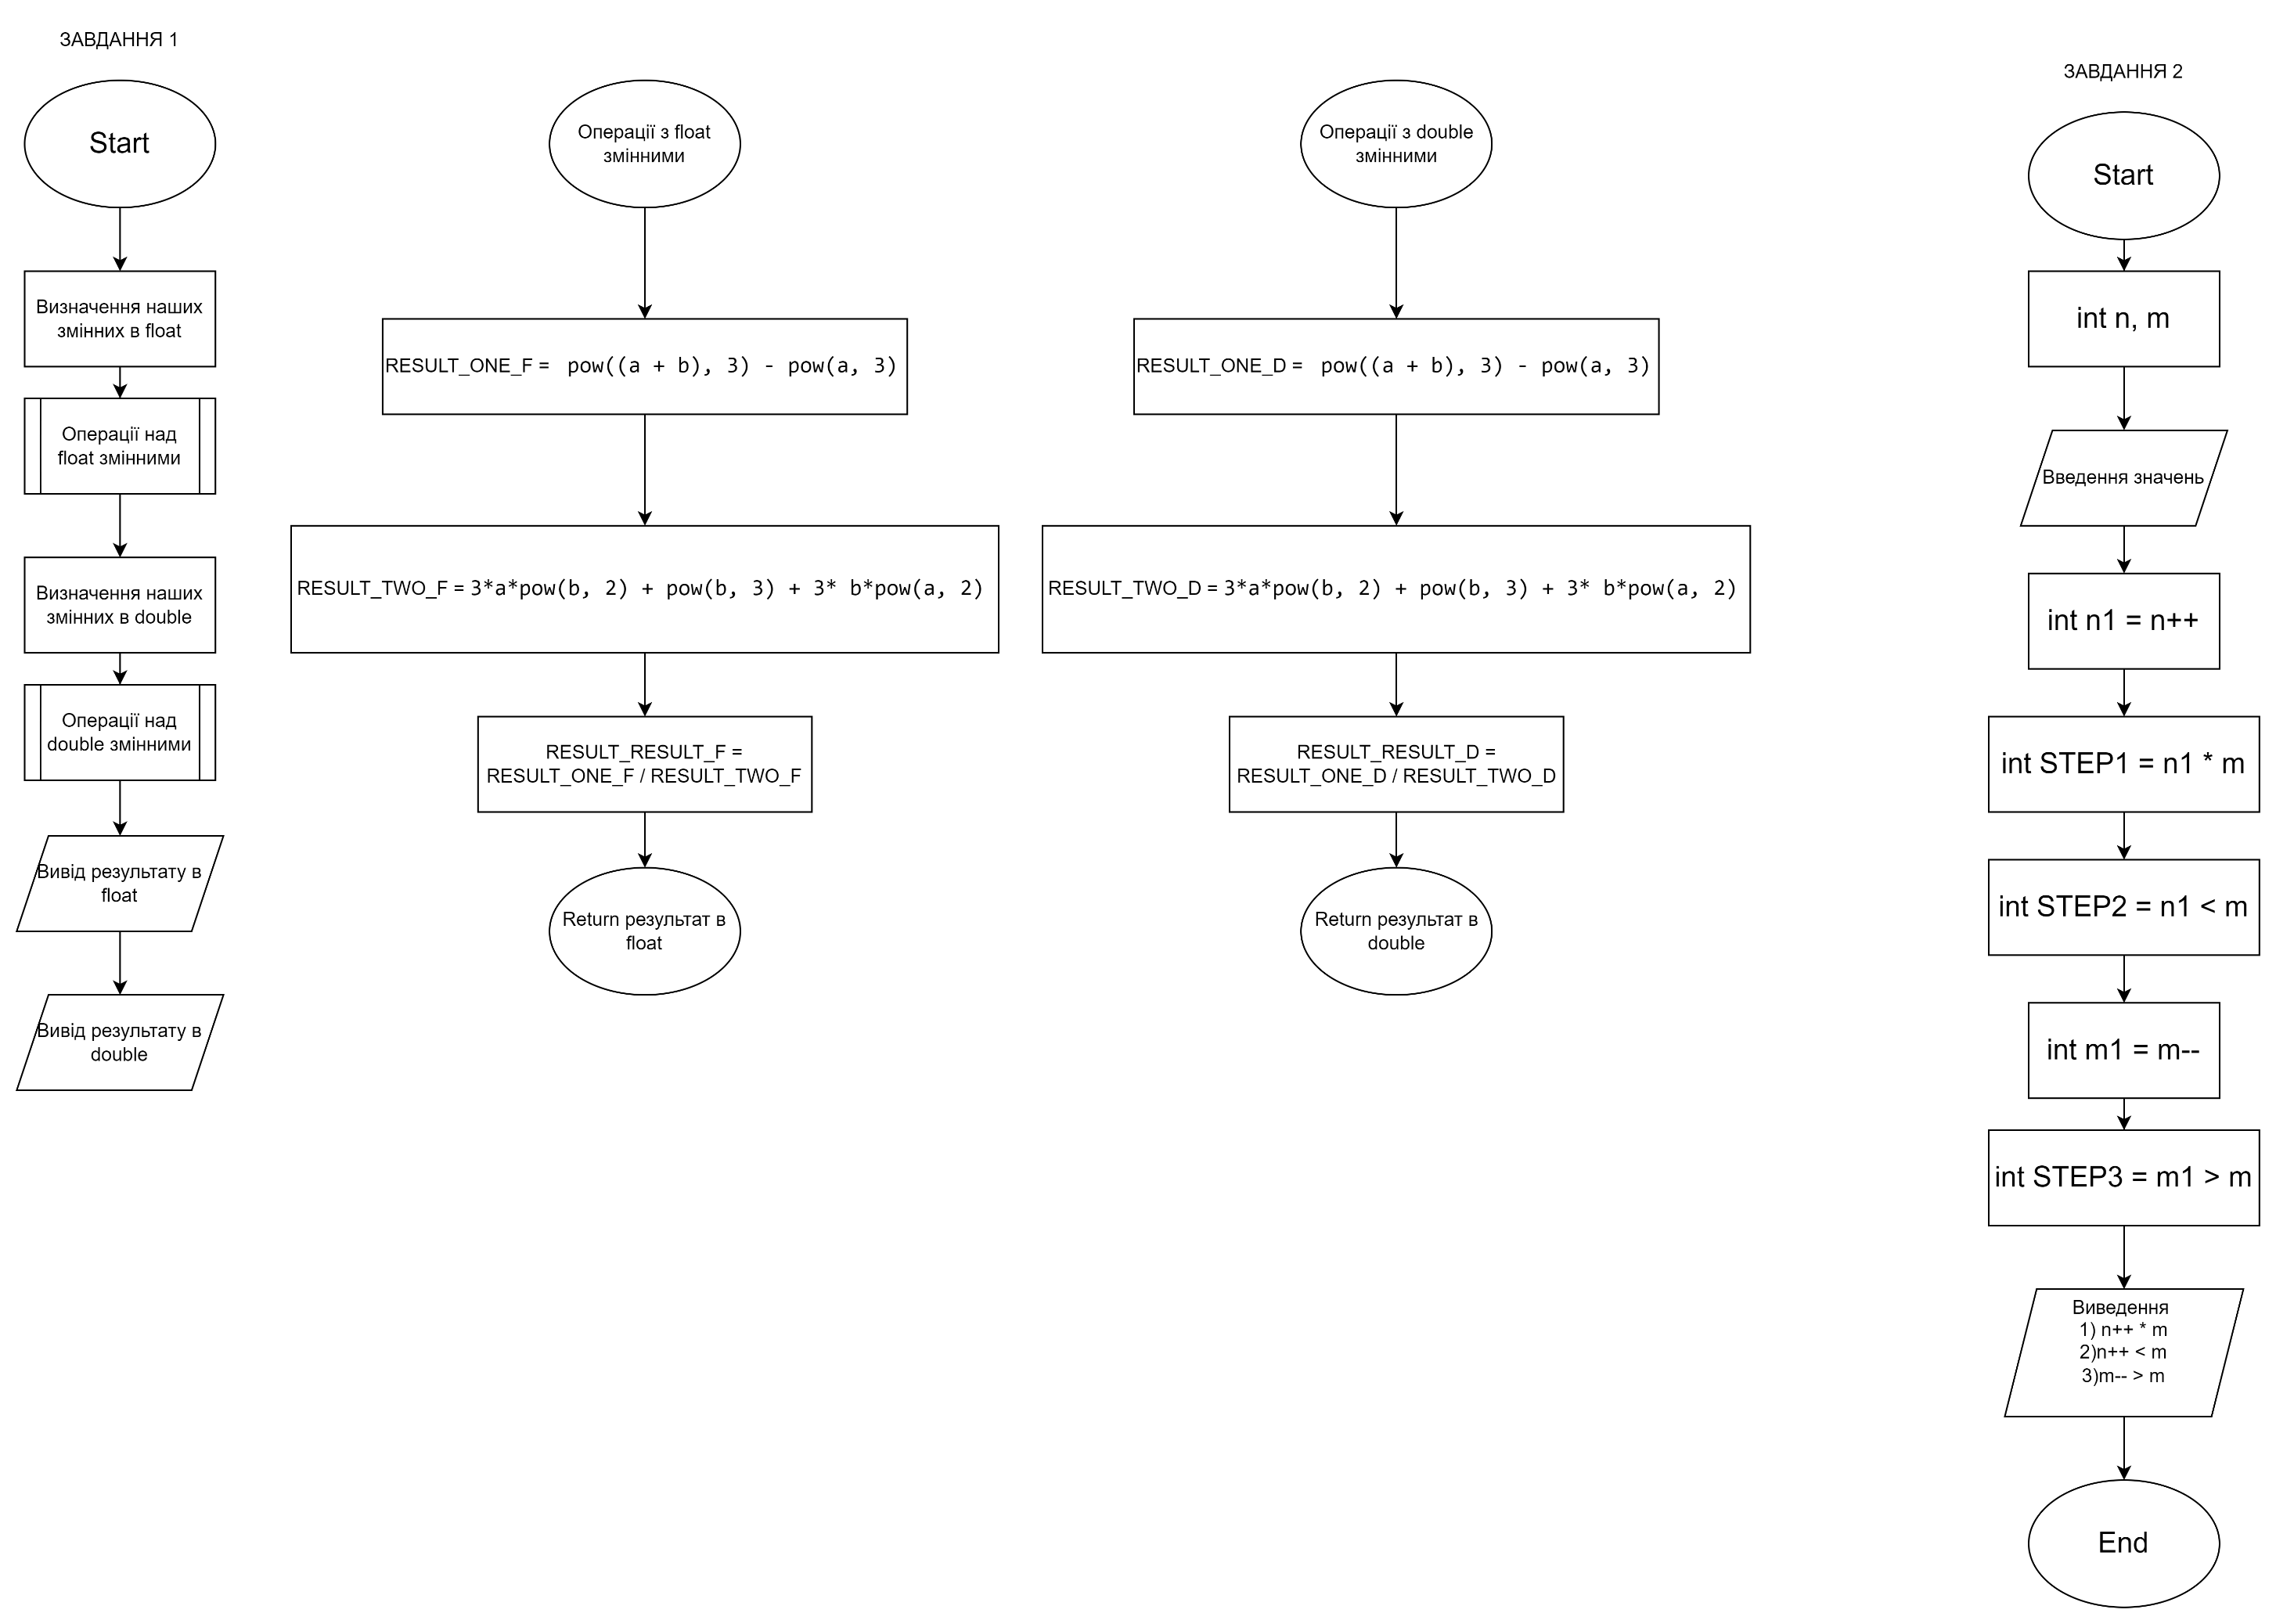 ЗАВДАННЯ 1
Start
Визначення наших
змінних в float
Операції над
float змінними
Визначення наших
змінних в double
Операції над
double змінними
Вивід результату в
float
Вивід результату в
double
Операції з float
змінними
RESULT_ONE_F = pow((a + b), 3) - pow(a, 3)
RESULT_TWO_F = 3*a*pow(b, 2) + pow(b, 3) + 3* b*pow(a, 2)
RESULT_RESULT_F =
RESULT_ONE_F / RESULT_TWO_F
Return результат в
float
Операції з double
змінними
RESULT_ONE_D = pow((a + b), 3) - pow(a, 3)
RESULT_TWO_D = 3*a*pow(b, 2) + pow(b, 3) + 3* b*pow(a, 2)
RESULT_RESULT_D =
RESULT_ONE_D / RESULT_TWO_D
Return результат в
double
ЗАВДАННЯ 2
Start
int n, m
Введення значень
int n1 = n++
int STEP1 = n1 * m
int STEP2 = n1 < m
int m1 = m--
int STEP3 = m1 > m
Виведення
1) n++ * m
2)n++ < m
3)m-- > m
End